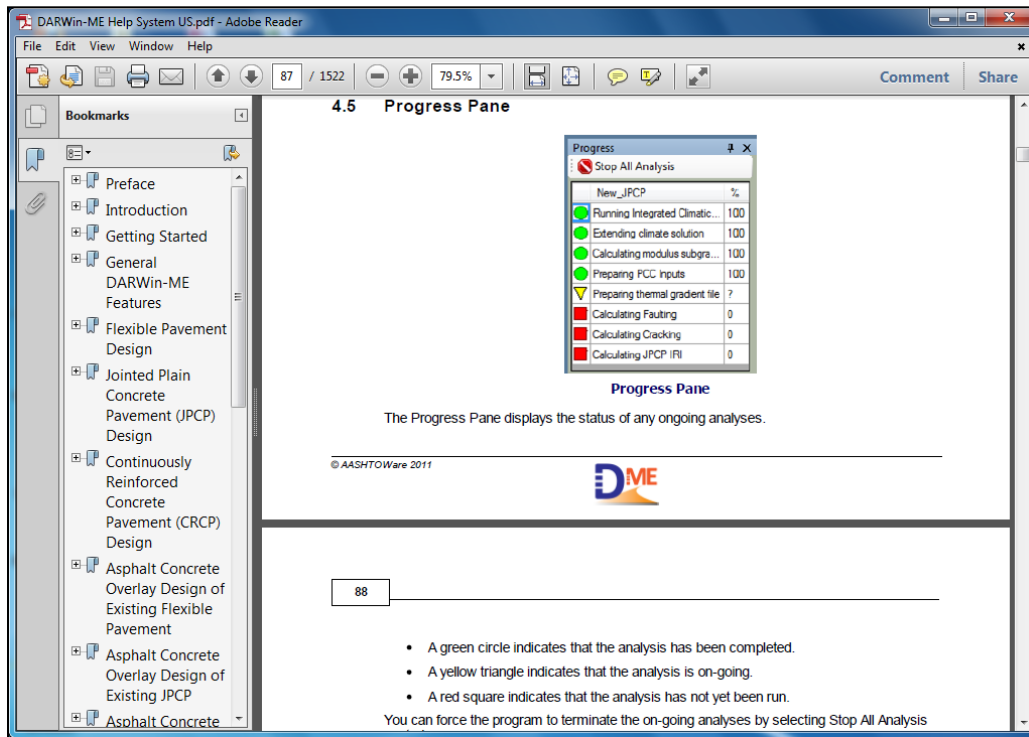 DARWin-ME Help System US.pdf - Adobe Reader
File Edit View Window Help
87 / 1522 79.5% Comment Share
Bookmarks
Preface
Introduction
Getting Started
General
DARWin-ME
Features
Flexible Pavement
Design
Jointed Plain
Concrete
Pavement (JPCP)
Design
Continuously
Reinforced
Concrete
Pavement (CRCP)
Design
Asphalt Concrete
Overlay Design of
Existing Flexible
Pavement
Asphalt Concrete
Overlay Design of
Existing JPCP
Asphalt Concrete
4.5 Progress Pane
Progress
Stop All Analysis
New_JPCP %
Running Integrated Climatic... 100
Extending climate solution 100
Calculating modulus subgra... 100
Preparing PCC Inputs 100
Preparing thermal gradient file ?
Calculating Faulting 0
Calculating Cracking 0
Calculating JPCP IRI 0
Progress Pane
The Progress Pane displays the status of any ongoing analyses.
© AASHTOWare 2011
DME
88
• A green circle indicates that the analysis has been completed.
• A yellow triangle indicates that the analysis is on-going.
• A red square indicates that the analysis has not yet been run.
You can force the program to terminate the on-going analyses by selecting Stop All Analysis